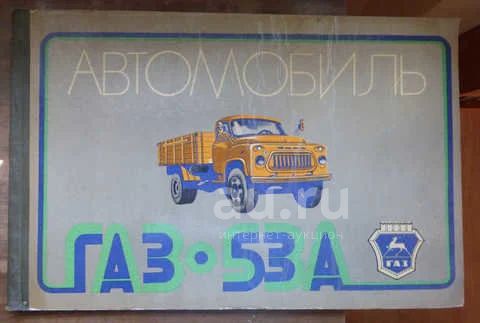 АВТОМОБИЛЬ
au.ru
интернет-аукцион
ГАЗ·53А
ГАЗ